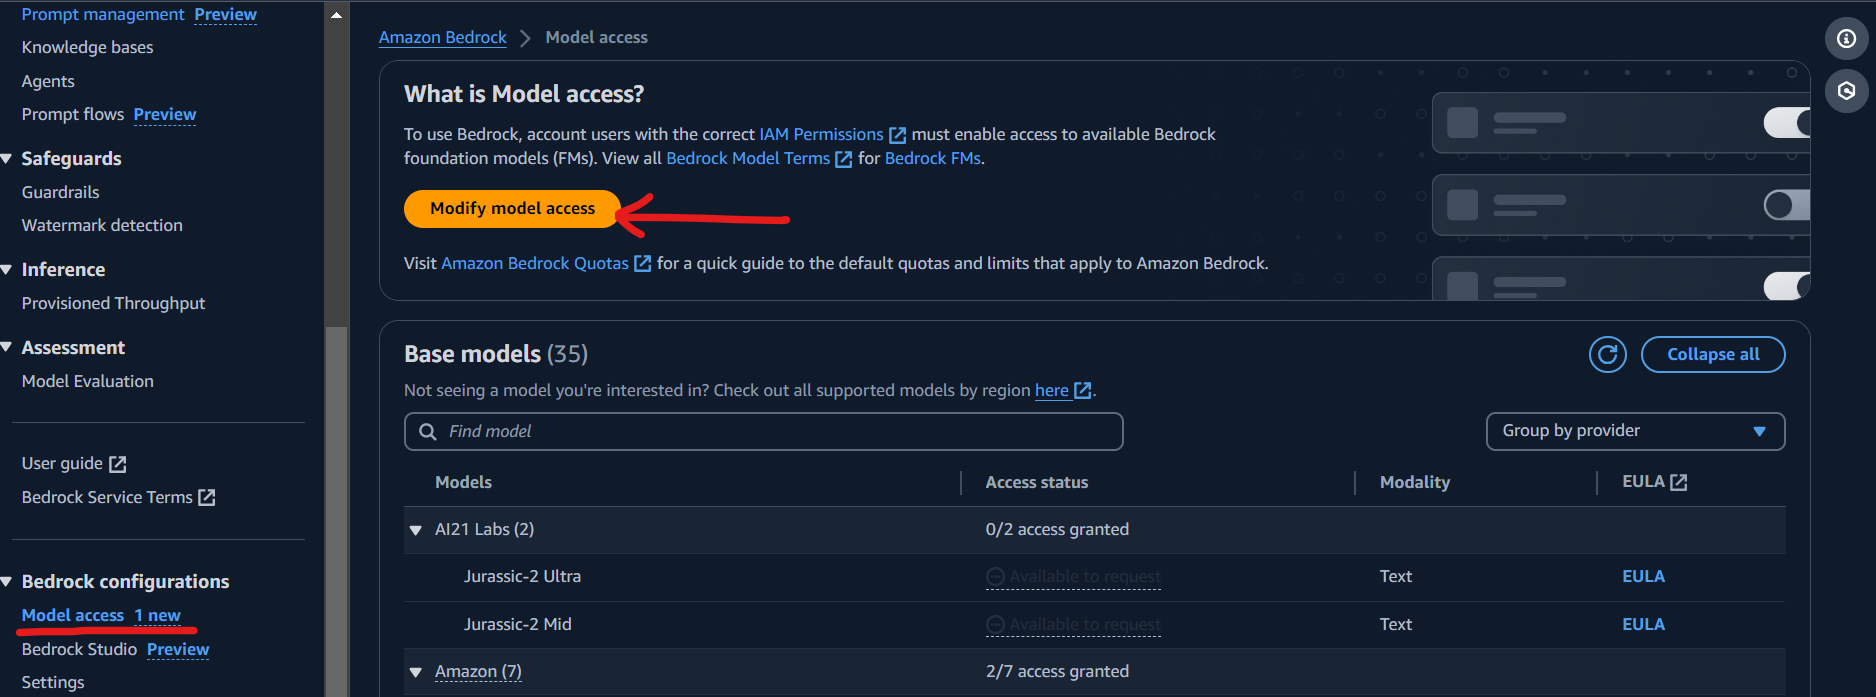 Prompt management Preview
Knowledge bases
Agents
Prompt flows Preview
Safeguards
Guardrails
Watermark detection
Inference
Provisioned Throughput
Assessment
Model Evaluation
User guide
Bedrock Service Terms
Bedrock configurations
Model access 1 new
Bedrock Studio Preview
Settings
Amazon Bedrock > Model access
What is Model access?
To use Bedrock, account users with the correct IAM Permissions must enable access to available Bedrock
foundation models (FMs). View all Bedrock Model Terms for Bedrock FMs.
Modify model access
Visit Amazon Bedrock Quotas for a quick guide to the default quotas and limits that apply to Amazon Bedrock.
Base models (35)
Collapse all
Not seeing a model you're interested in? Check out all supported models by region here.
Find model
Group by provider
Models Access status Modality EULA
AI21 Labs (2) 0/2 access granted
Jurassic-2 Ultra Available to request Text EULA
Jurassic-2 Mid Available to request Text EULA
Amazon (7) 2/7 access granted